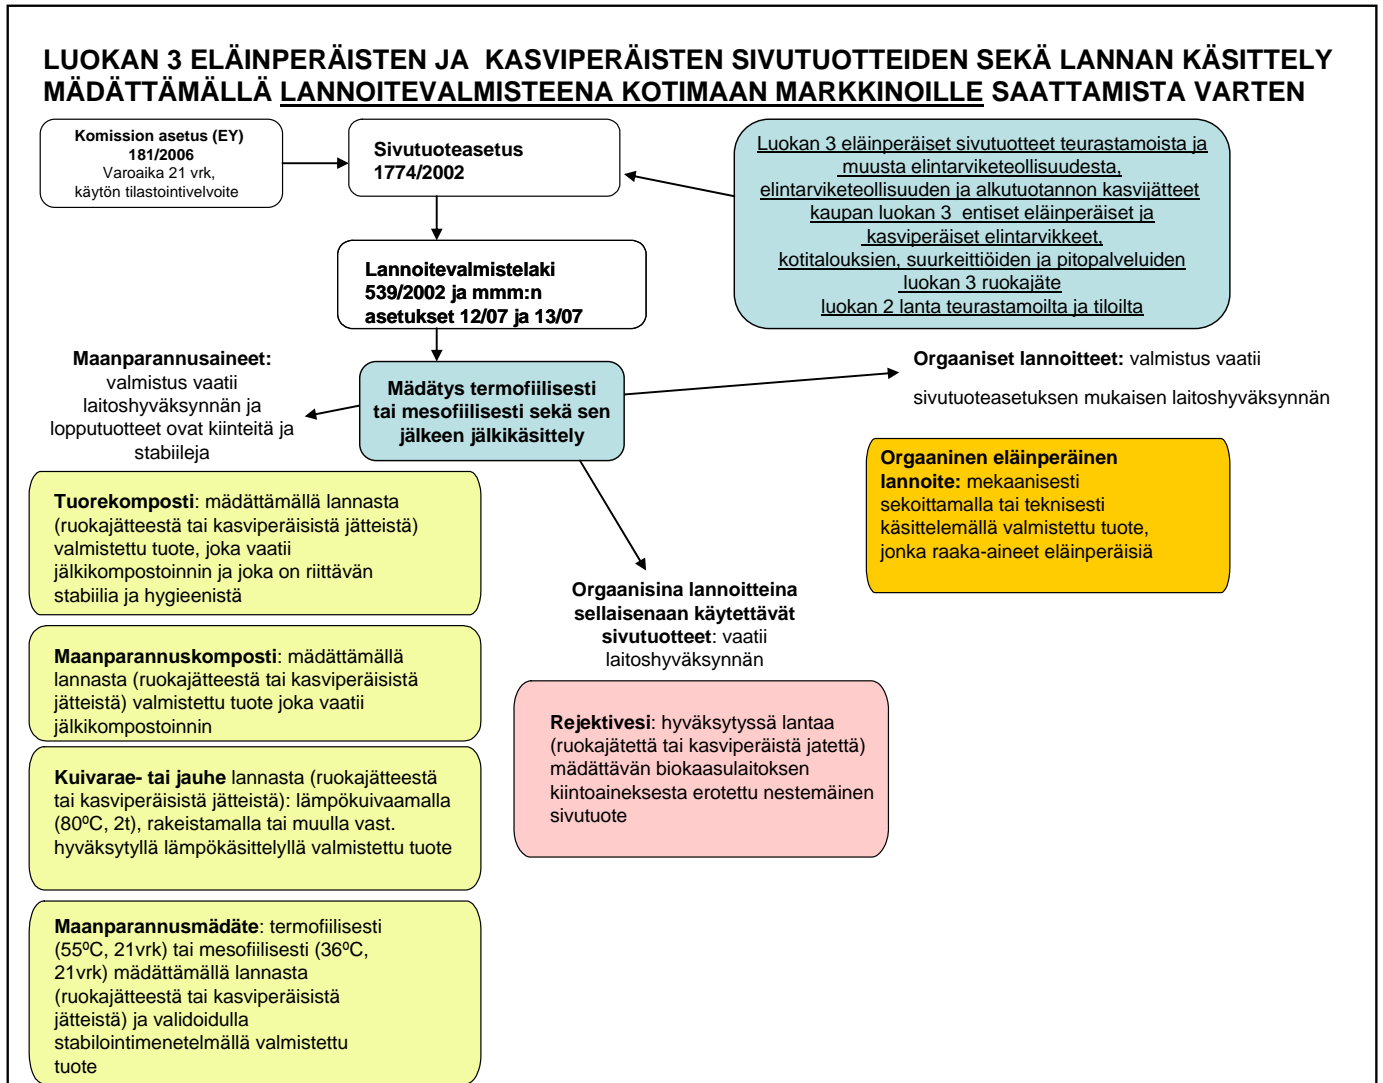 LUOKAN 3 ELÄINPERÄISTEN JA KASVIPERÄISTEN SIVUTUOTTEIDEN SEKÄ LANNAN KÄSITTELY
MÄDÄTTÄMÄLLÄ LANNOITEVALMISTEENA KOTIMAAN MARKKINOILLE SAATTAMISTA VARTEN
Komission asetus (EY)
181/2006
Varoaika 21 vrk,
käytön tilastointivelvoite
Sivutuoteasetus
1774/2002
Luokan 3 eläinperäiset sivutuotteet teurastamoista ja
muusta elintarviketeollisuudesta,
elintarviketeollisuuden ja alkutuotannon kasvijätteet
kaupan luokan 3 entiset eläinperäiset ja
kasviperäiset elintarvikkeet,
kotitalouksien, suurkeittiöiden ja pitopalveluiden
luokan 3 ruokajäte
luokan 2 lanta teurastamoilta ja tiloilta
Lannoitevalmistelaki
539/2002 ja mmm:n
asetukset 12/07 ja 13/07
Maanparannusaineet:
valmistus vaatii
laitoshyväksynnän ja
lopputuotteet ovat kiinteitä ja
stabiileja
Mädätys termofiilisesti
tai mesofiilisesti sekä sen
jälkeen jälkikäsittely
Orgaaniset lannoitteet: valmistus vaatii
sivutuoteasetuksen mukaisen laitoshyväksynnän
Orgaaninen eläinperäinen
lannoite: mekaanisesti
sekoittamalla tai teknisesti
käsittelemällä valmistettu tuote,
jonka raaka-aineet eläinperäisiä
Tuorekomposti: mädättämällä lannasta
(ruokajätteestä tai kasviperäisistä jätteistä)
valmistettu tuote, joka vaatii
jälkikompostoinnin ja joka on riittävän
stabiilia ja hygieenistä
Orgaanisina lannoitteina
sellaisenaan käytettävät
sivutuotteet: vaatii
laitoshyväksynnän
Maanparannuskomposti: mädättämällä
lannasta (ruokajätteestä tai kasviperäisistä
jätteistä) valmistettu tuote joka vaatii
jälkikompostoinnin
Rejektivesi: hyväksytyssä lantaa
(ruokajätettä tai kasviperäistä jatettä)
mädättävän biokaasulaitoksen
kiintoaineksesta erotettu nestemäinen
sivutuote
Kuivarae- tai jauhe lannasta (ruokajätteestä
tai kasviperäisistä jätteistä): lämpökuivaamalla
(80ºC, 2t), rakeistamalla tai muulla vast.
hyväksytyllä lämpökäsittelyllä valmistettu tuote
Maanparannusmädäte: termofiilisesti
(55ºC, 21vrk) tai mesofiilisesti (36ºC,
21vrk) mädättämällä lannasta
(ruokajätteestä tai kasviperäisistä
jätteistä) ja validoidulla
stabilointimenetelmällä valmistettu
tuote